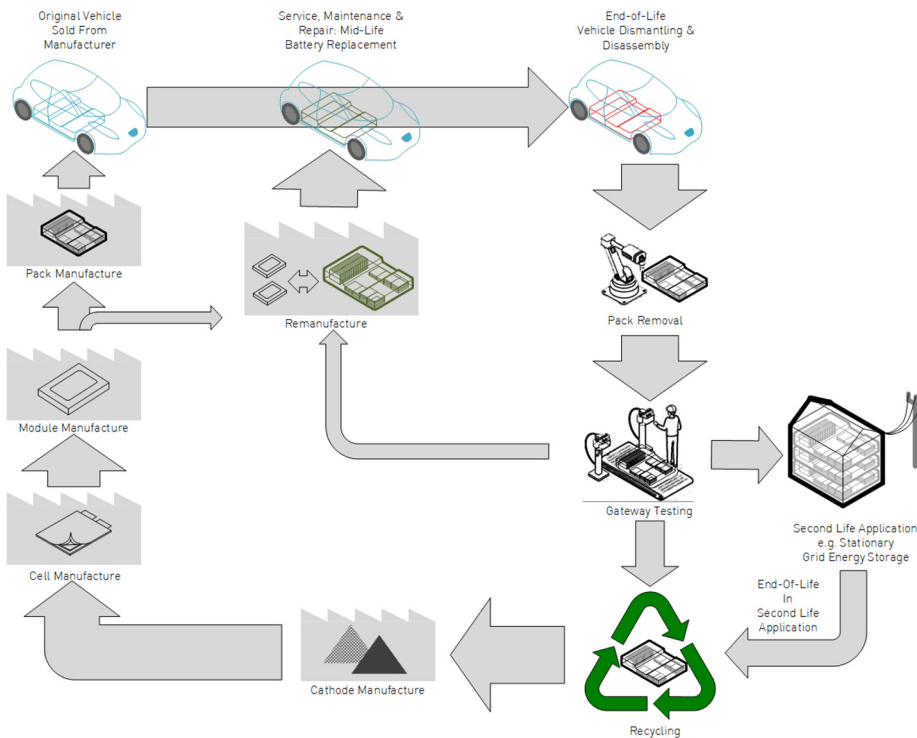 Original Vehicle
Sold From
Manufacturer
Service, Maintenance &
Repair: Mid-Life
Battery Replacement
End-of-Life
Vehicle Dismantling &
Disassembly
Pack Manufacture
Remanufacture
Pack Removal
Module Manufacture
Gateway Testing
Second Life Application
e.g. Stationary
Grid Energy Storage
Cell Manufacture
End-Of-Life
In
Second Life
Application
Cathode Manufacture
Recycling